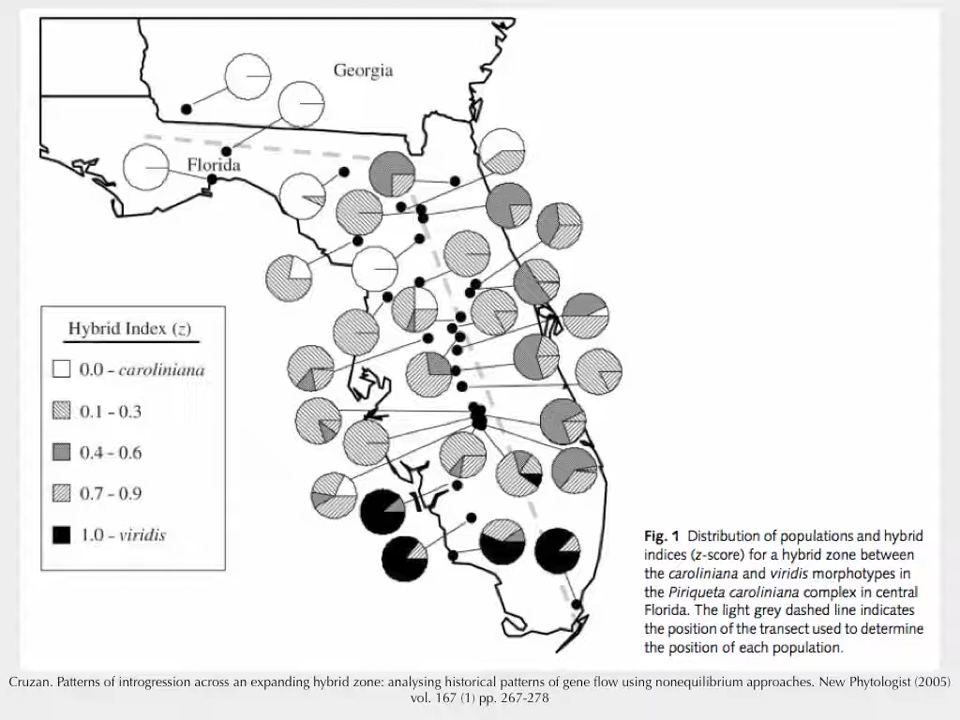 Georgia
Florida
Hybrid Index (z)
0.0 – caroliniana
0.1 – 0.3
0.4 – 0.6
0.7 – 0.9
1.0 – viridis
Fig. 1 Distribution of populations and hybrid
indices (z-score) for a hybrid zone between
the caroliniana and viridis morphotypes in
the Piriqueta caroliniana complex in central
Florida. The light grey dashed line indicates
the position of the transect used to determine
the position of each population.
Cruzan. Patterns of introgression across an expanding hybrid zone: analysing historical patterns of gene flow using nonequilibrium approaches. New Phytologist (2005)
vol. 167 (1) pp. 267-278